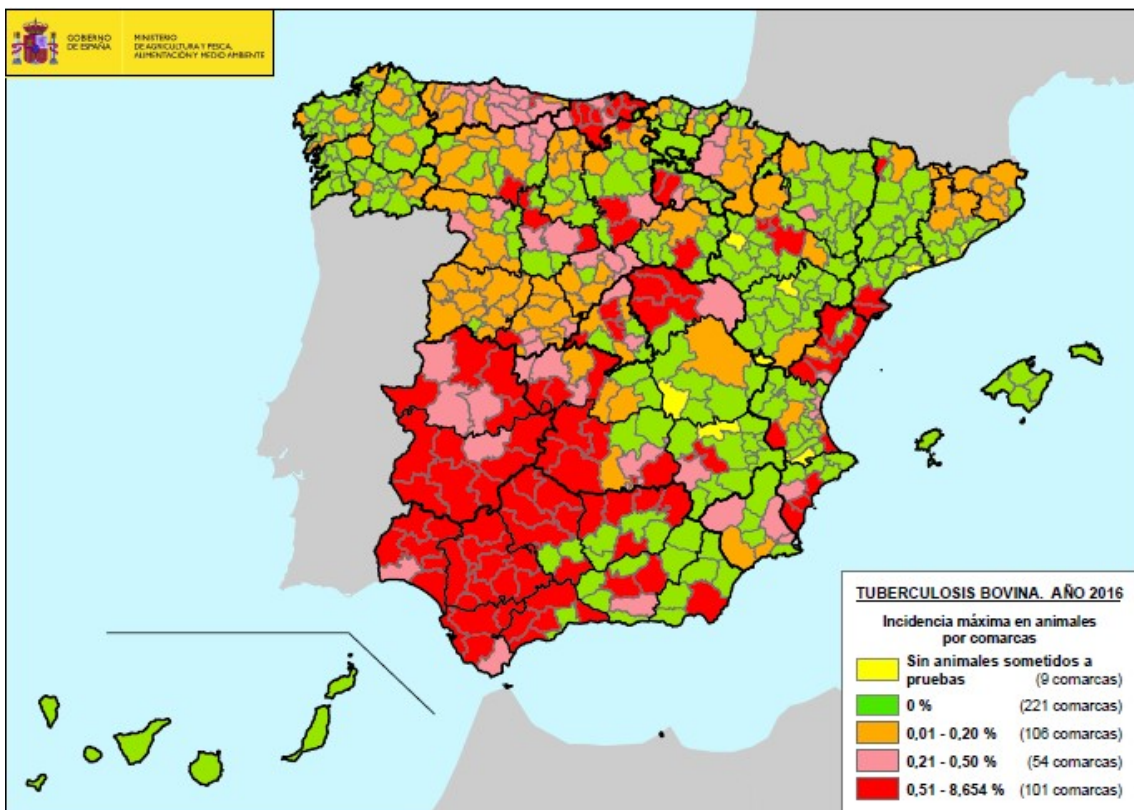 GOBIERNO
DE ESPAÑA
MINISTERIO
DE AGRICULTURA Y PESCA,
ALIMENTACIÓN Y MEDIO AMBIENTE
TUBERCULOSIS BOVINA. AÑO 2016
Incidencia máxima en animales
por comarcas
Sin animales sometidos a
pruebas (9 comarcas)
0 % (221 comarcas)
0,01 - 0,20 % (106 comarcas)
0,21 - 0,50 % (54 comarcas)
0,51 - 8,654 % (101 comarcas)